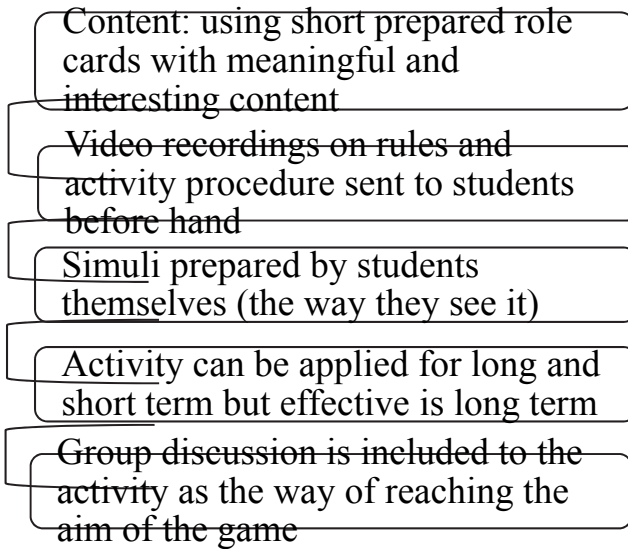 Content: using short prepared role
cards with meaningful and
interesting content
Video recordings on rules and
activity procedure sent to students
before hand
Simuli prepared by students
themselves (the way they see it)
Activity can be applied for long and
short term but effective is long term
Group discussion is included to the
activity as the way of reaching the
aim of the game